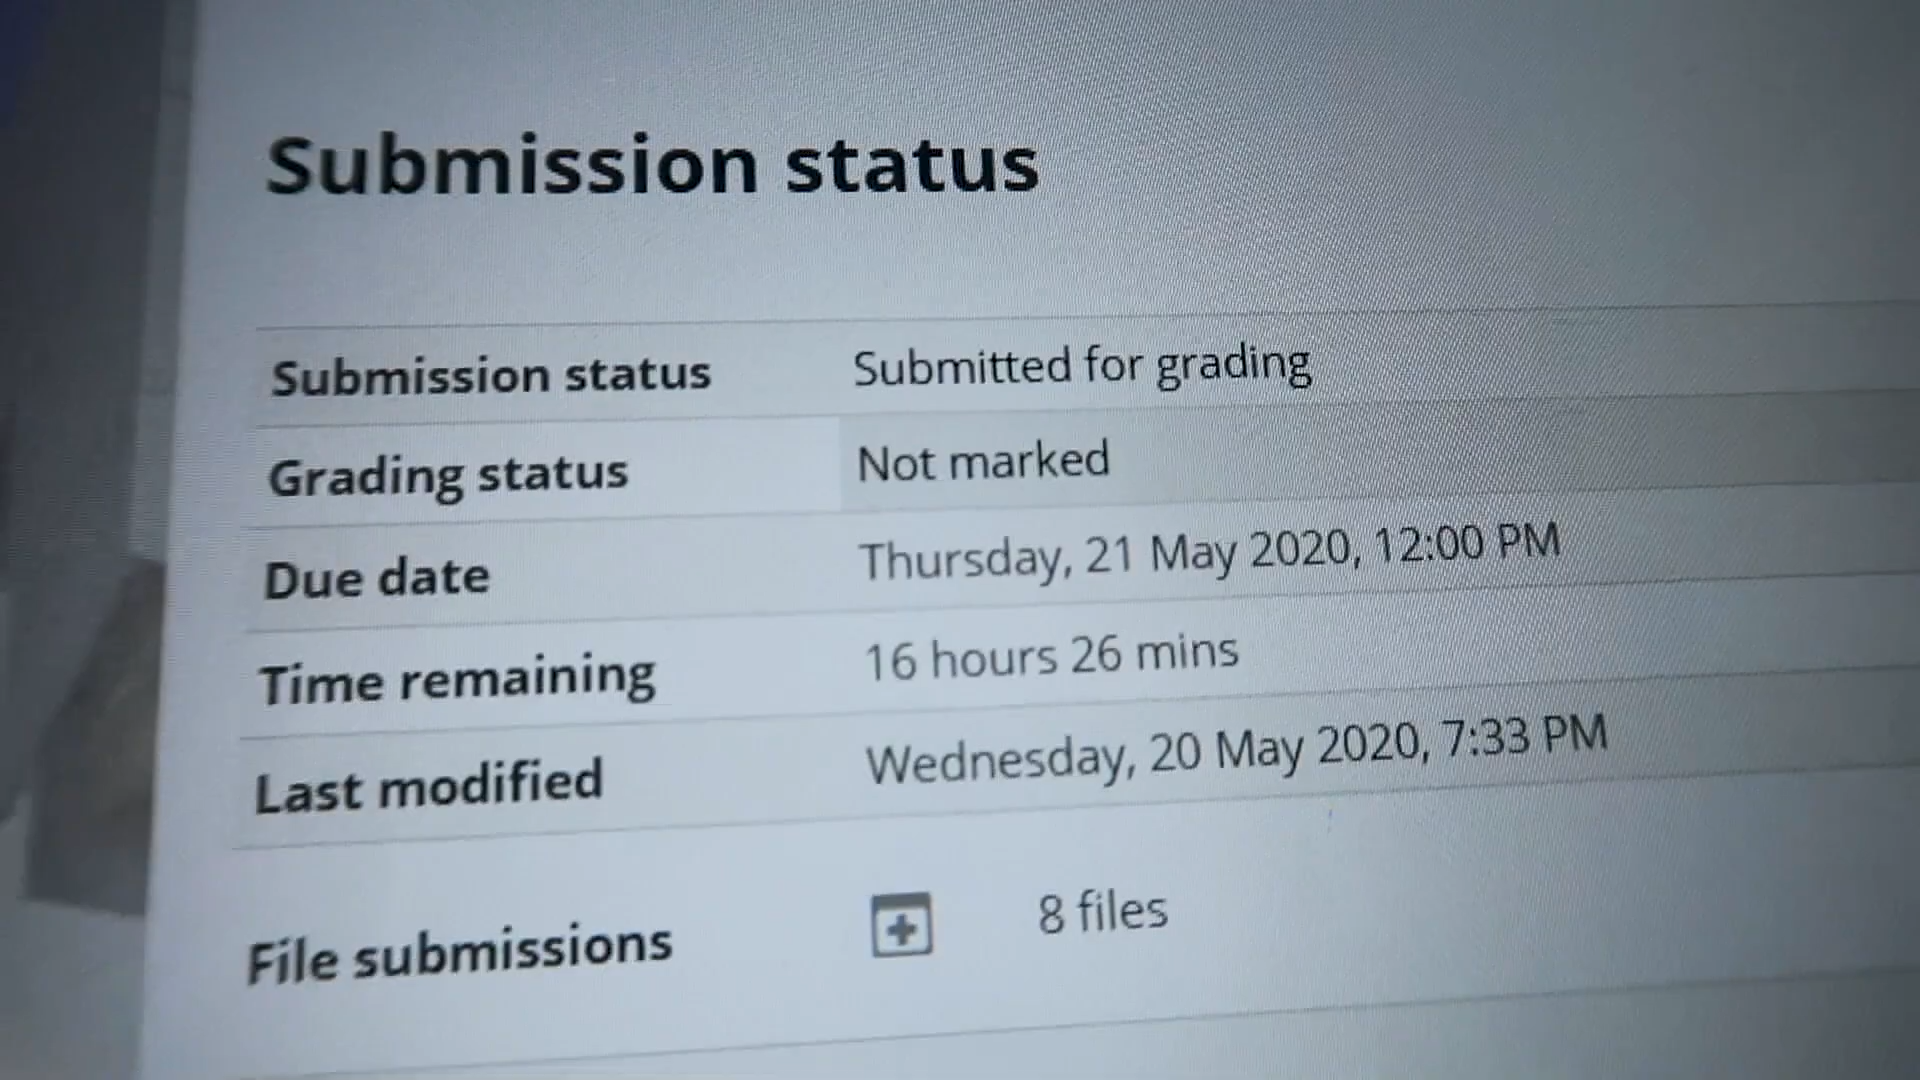 Submission status
Submission status Submitted for grading
Grading status Not marked
Due date Thursday, 21 May 2020, 12:00 PM
Time remaining 16 hours 26 mins
Last modified Wednesday, 20 May 2020, 7:33 PM
File submissions 8 files